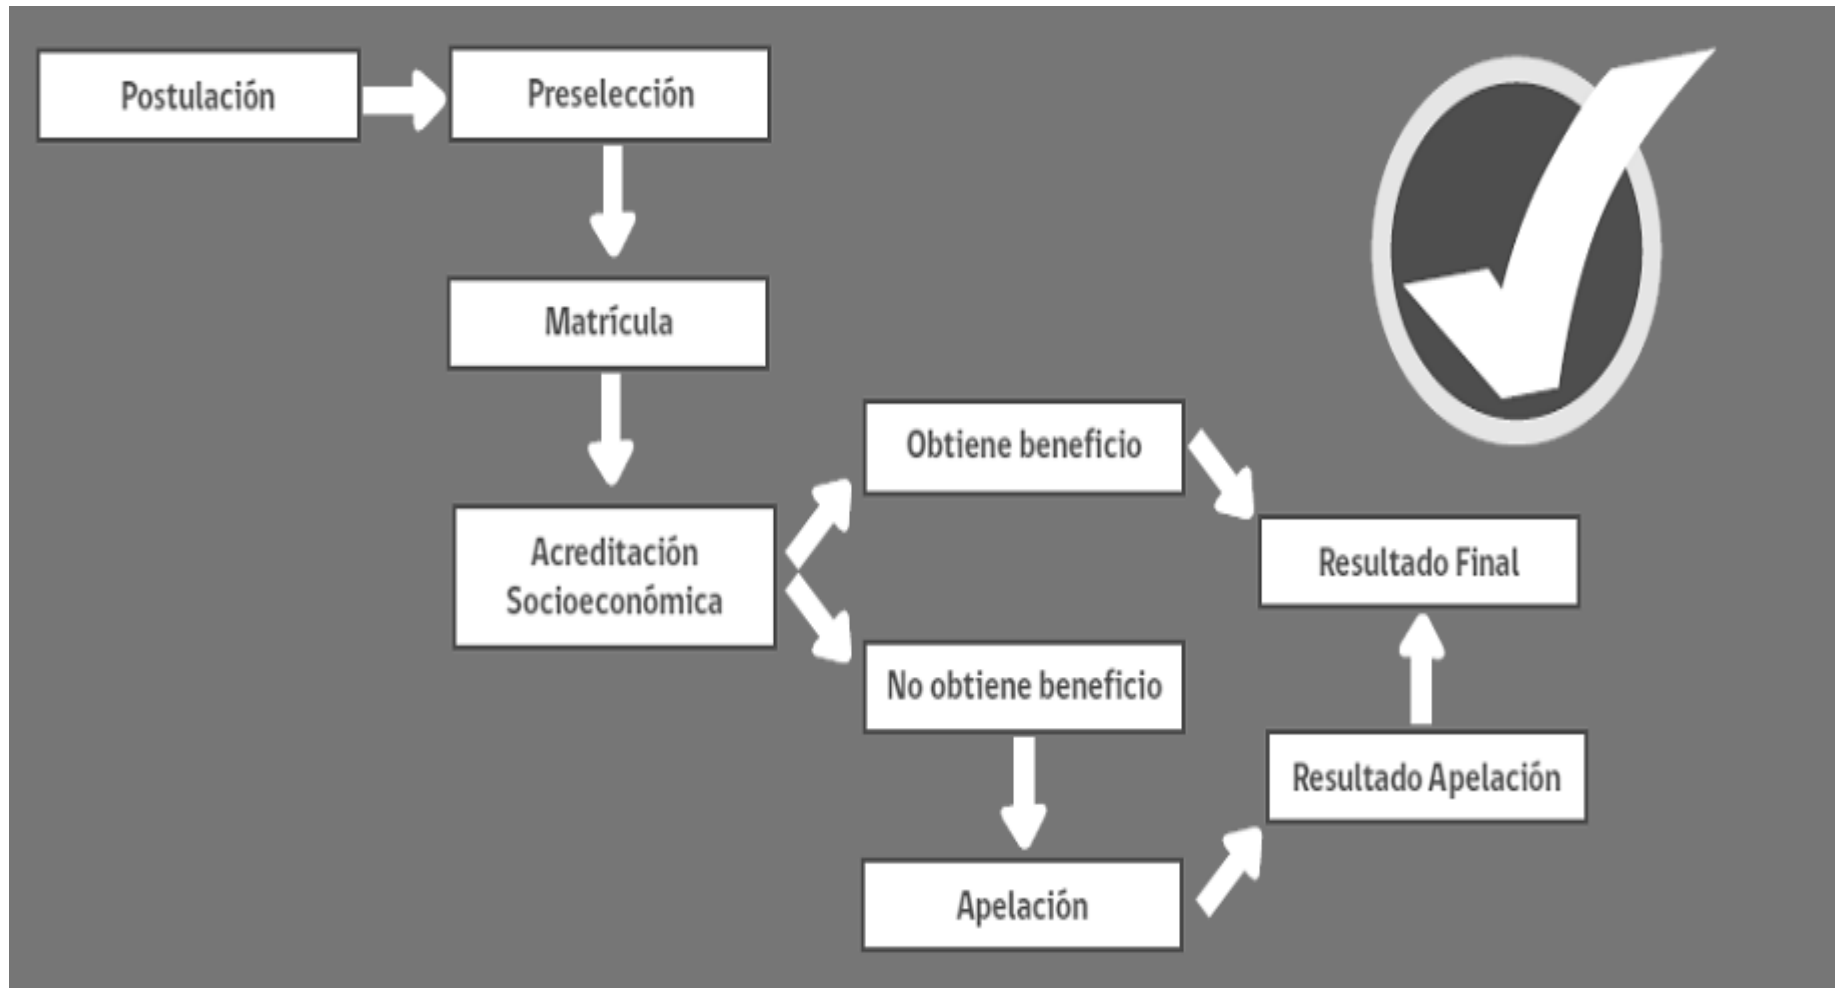 Postulación
Preselección
Matrícula
Acreditación
Socioeconómica
Obtiene beneficio
No obtiene beneficio
Apelación
Resultado Apelación
Resultado Final